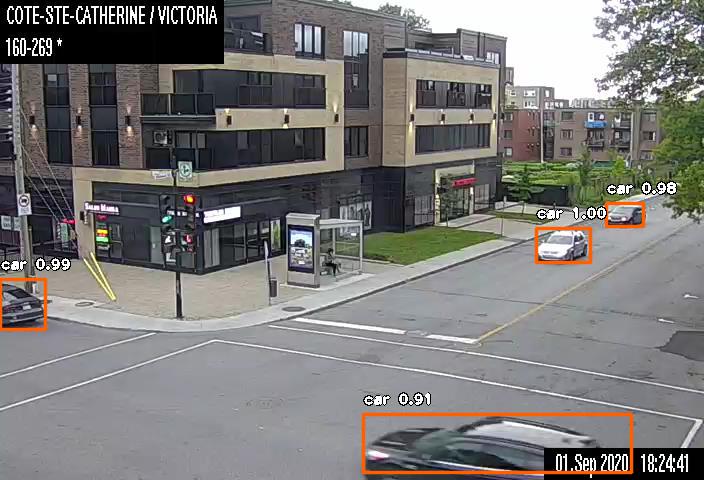 COTE-STE-CATHERINE / VICTORIA
160-269 *
car 0.98
car 1.00
car 0.99
car 0.91
01.Sep 2020 18:24:41